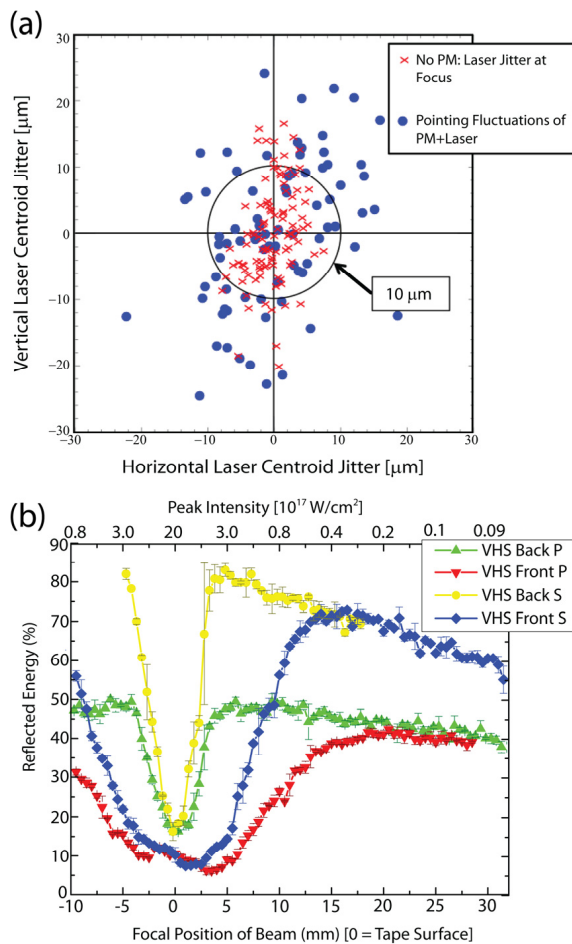 (a)
30
20
10
0
−10
−20
−30
−30
−20
−10
0
10
20
30
Vertical Laser Centroid Jitter [μm]
Horizontal Laser Centroid Jitter [μm]
No PM: Laser Jitter at
Focus
Pointing Fluctuations of
PM+Laser
10 μm
(b)
Peak Intensity [10¹⁷ W/cm²]
0.8 3.0 20 3.0 0.8 0.4 0.2 0.1 0.09
VHS Back P
VHS Front P
VHS Back S
VHS Front S
90
80
70
60
50
40
30
20
10
0
Reflected Energy (%)
-10 -5 0 5 10 15 20 25 30
Focal Position of Beam (mm) [0 = Tape Surface]